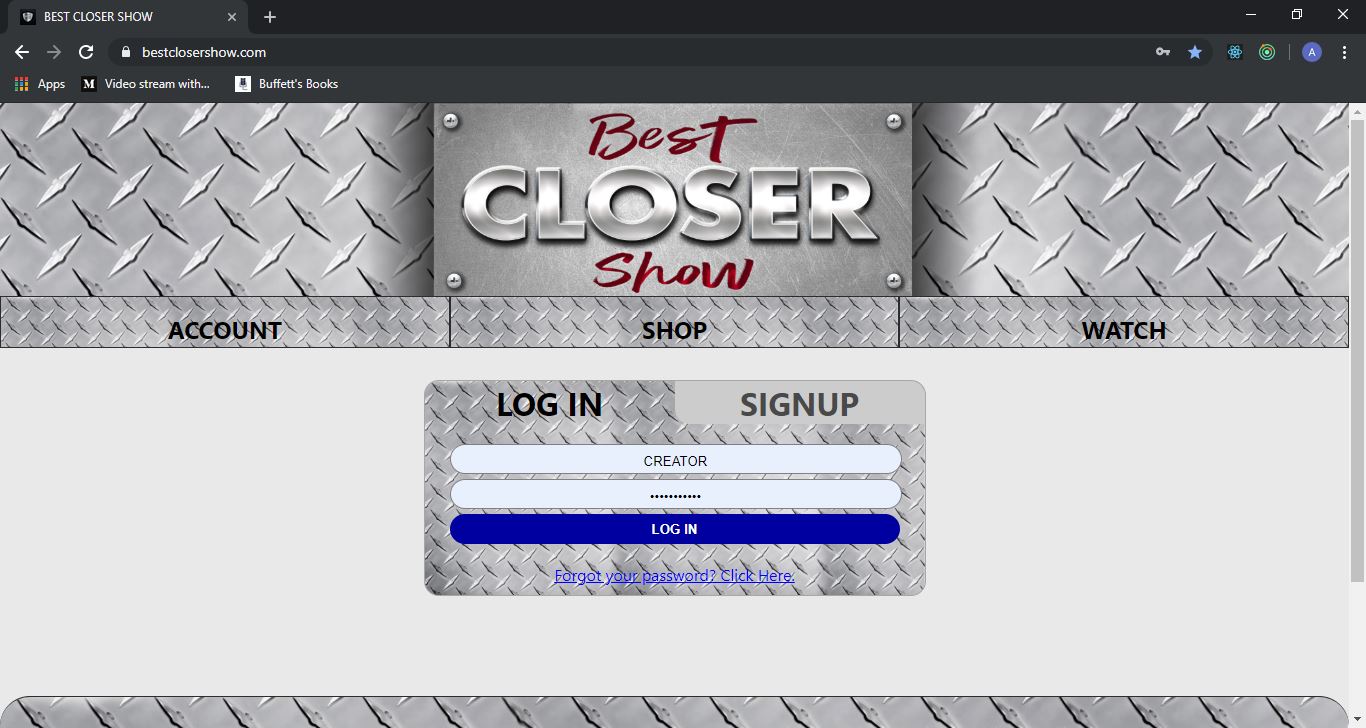 BEST CLOSER SHOW
bestclosershow.com
A
Apps
M Video stream with...
Buffett's Books
Best
CLOSER
Show
ACCOUNT SHOP WATCH
LOG IN SIGNUP
CREATOR
•••••••••••
LOG IN
Forgot your password? Click Here.